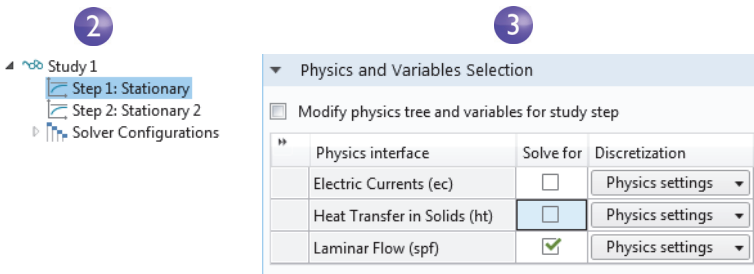 2
Study 1
Step 1: Stationary
Step 2: Stationary 2
Solver Configurations
3
Physics and Variables Selection
Modify physics tree and variables for study step
Physics interface Solve for Discretization
Electric Currents (ec) Physics settings
Heat Transfer in Solids (ht) Physics settings
Laminar Flow (spf) Physics settings